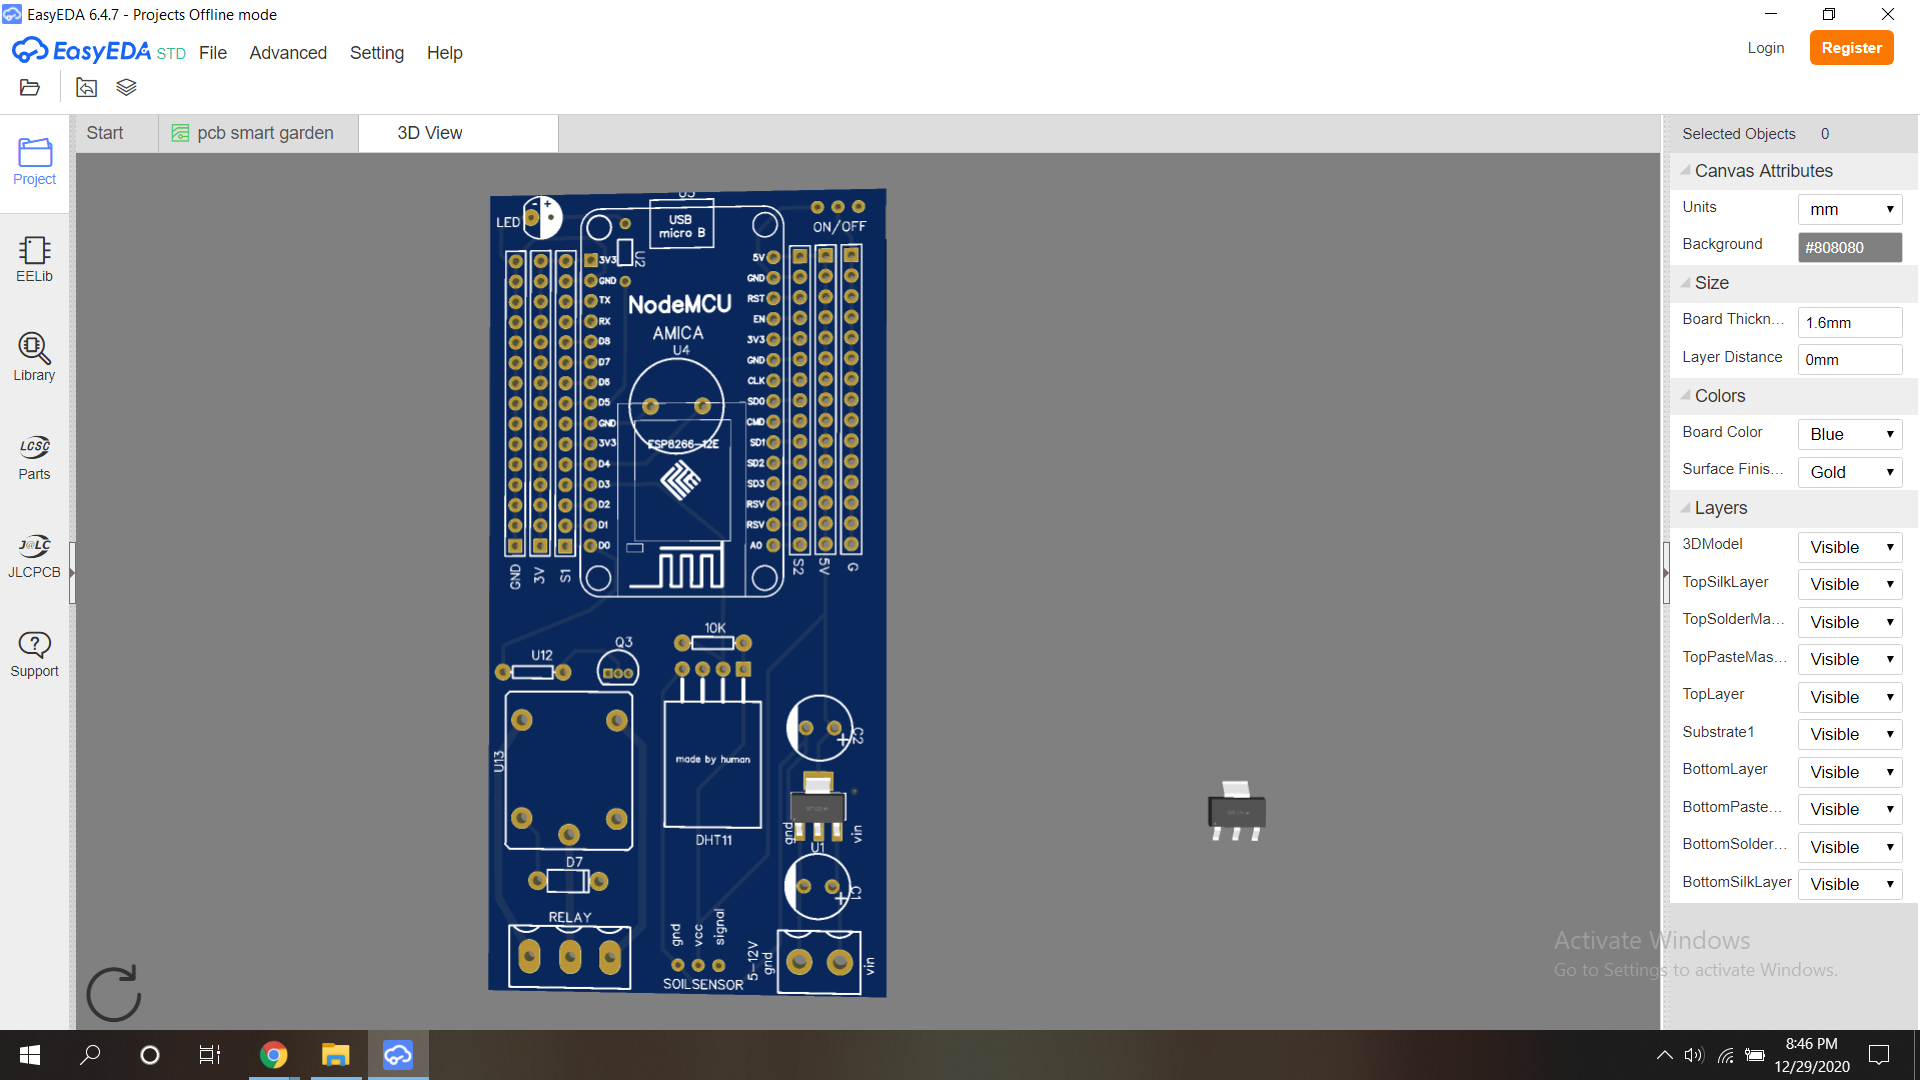 EasyEDA 6.4.7 - Projects Offline mode
EasyEDA STD File Advanced Setting Help
Login Register
Start pcb smart garden 3D View
Project
EELib
Library
LCSC
Parts
J@LC
JLCPCB
Support
LED
- +
USB
micro B
ON/OFF
U2
3V3
GND
TX
RX
D8
D7
D6
D5
GND
3V3
D4
D3
D2
D1
D0
NodeMCU
AMICA
U4
ESP8266-12E
5V
GND
RST
EN
3V3
GND
CLK
SD0
CMD
SD1
SD2
SD3
RSV
RSV
A0
GND 3V S1
S2 5V G
U12
Q3
10K
U13
made by human
DHT11
+
C2
gnd
vin
U1
+
C1
D7
RELAY
gnd vcc signal
SOILSENSOR
5-12V
gnd
vin
Selected Objects 0
Canvas Attributes
Units mm
Background #808080
Size
Board Thickn... 1.6mm
Layer Distance 0mm
Colors
Board Color Blue
Surface Finis... Gold
Layers
3DModel Visible
TopSilkLayer Visible
TopSolderMa... Visible
TopPasteMas... Visible
TopLayer Visible
Substrate1 Visible
BottomLayer Visible
BottomPaste... Visible
BottomSolder... Visible
BottomSilkLayer Visible
Activate Windows
Go to Settings to activate Windows.
8:46 PM
12/29/2020